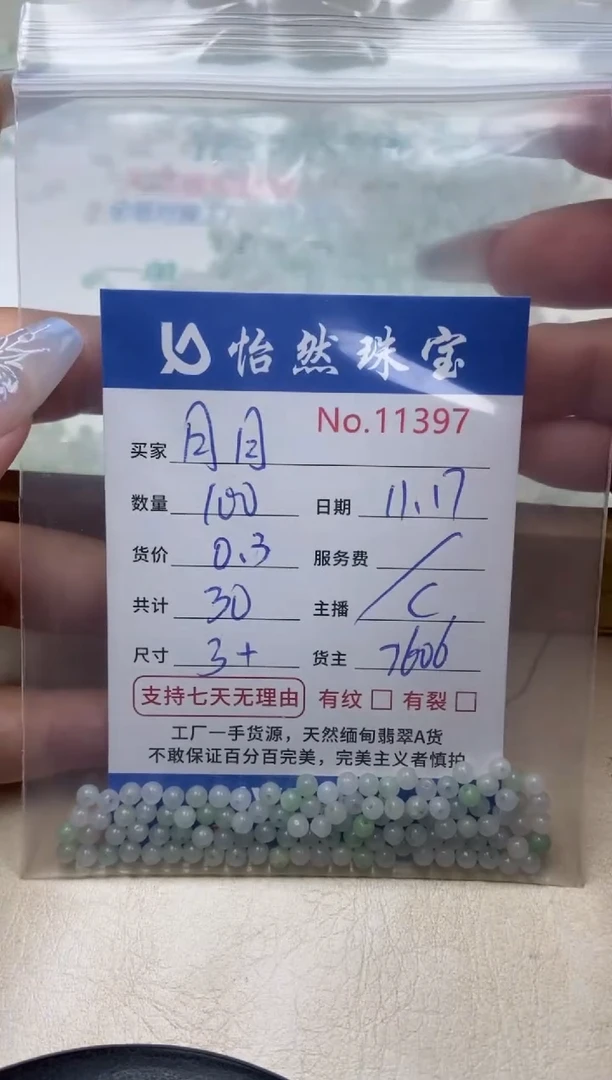 怡然珠宝
No.11397
买家 月月
数量 100 日期 11.17
货价 0.3 服务费 /
共计 30 主播 C
尺寸 3+ 货主 7606
支持七天无理由 有纹 □ 有裂 □
工厂一手货源，天然缅甸翡翠A货
不敢保证百分百完美，完美主义者慎护